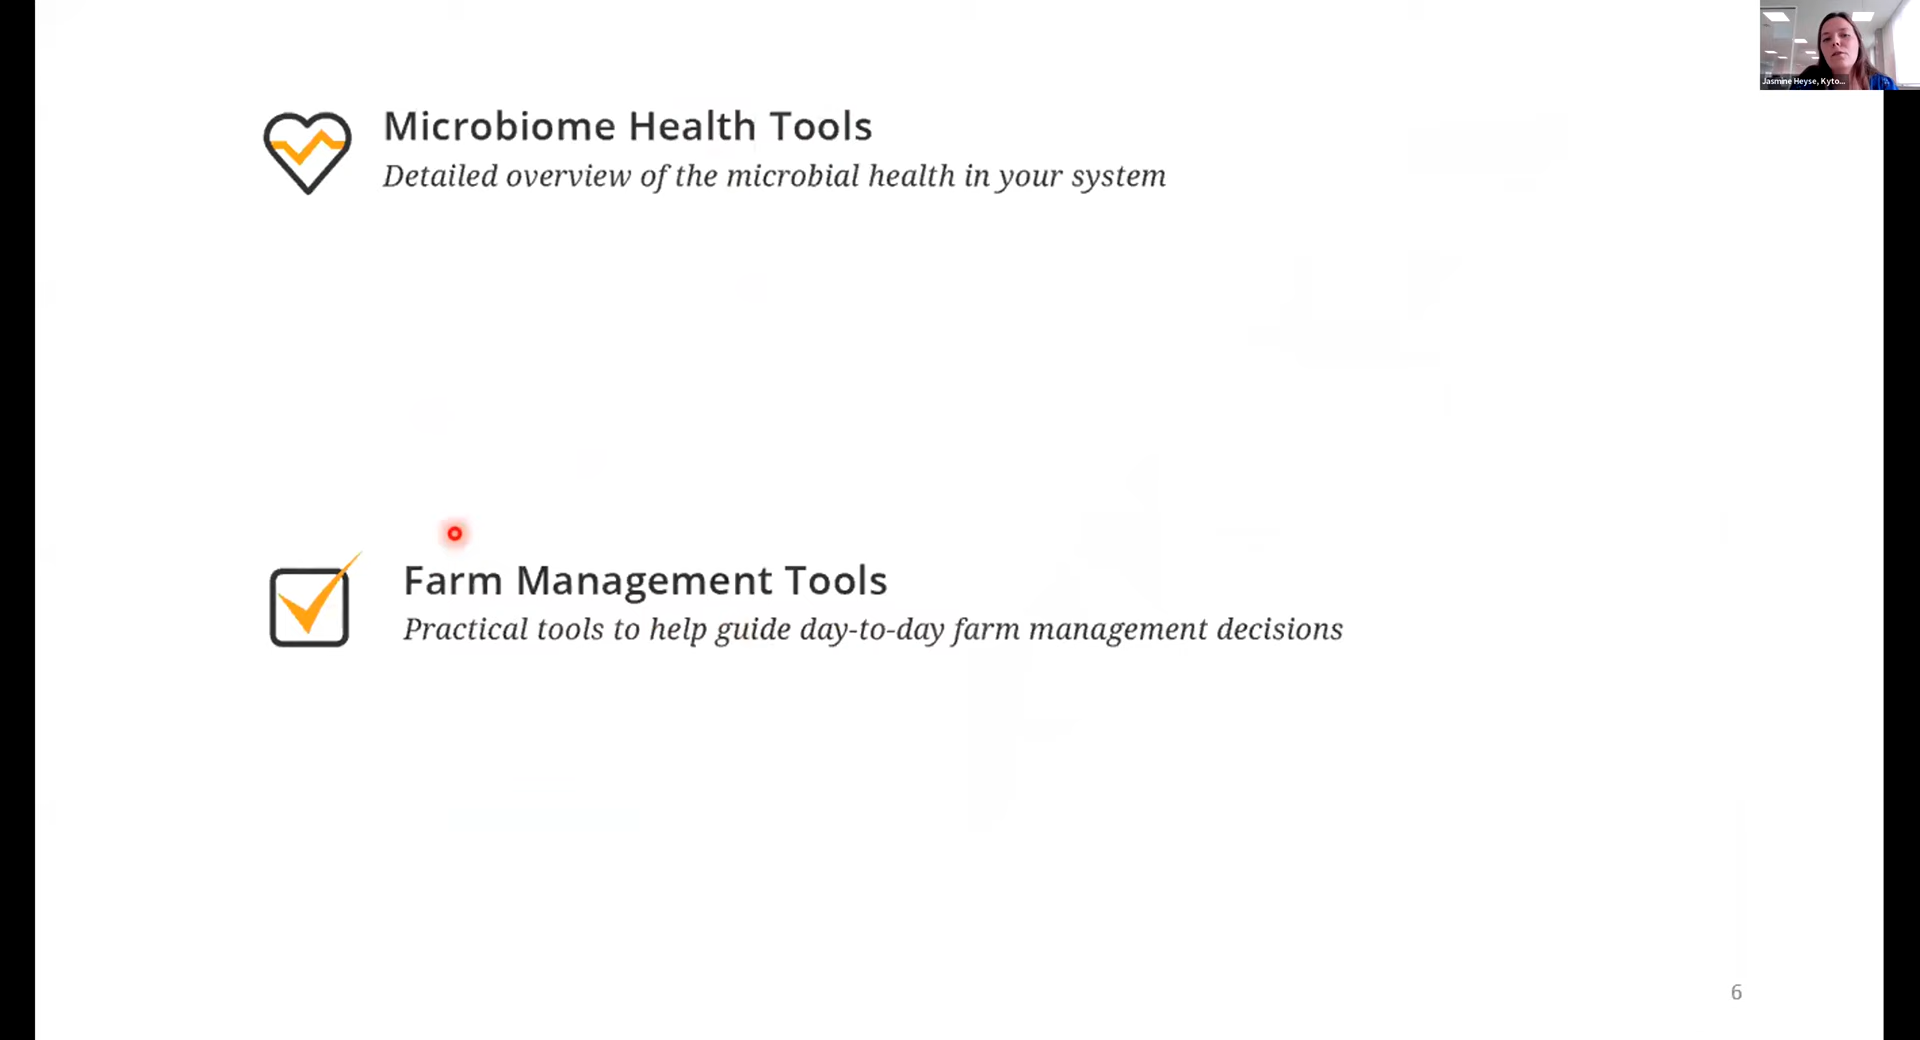 Microbiome Health Tools
Detailed overview of the microbial health in your system
Jasmine Heyse, Kyto...
Farm Management Tools
Practical tools to help guide day-to-day farm management decisions
6